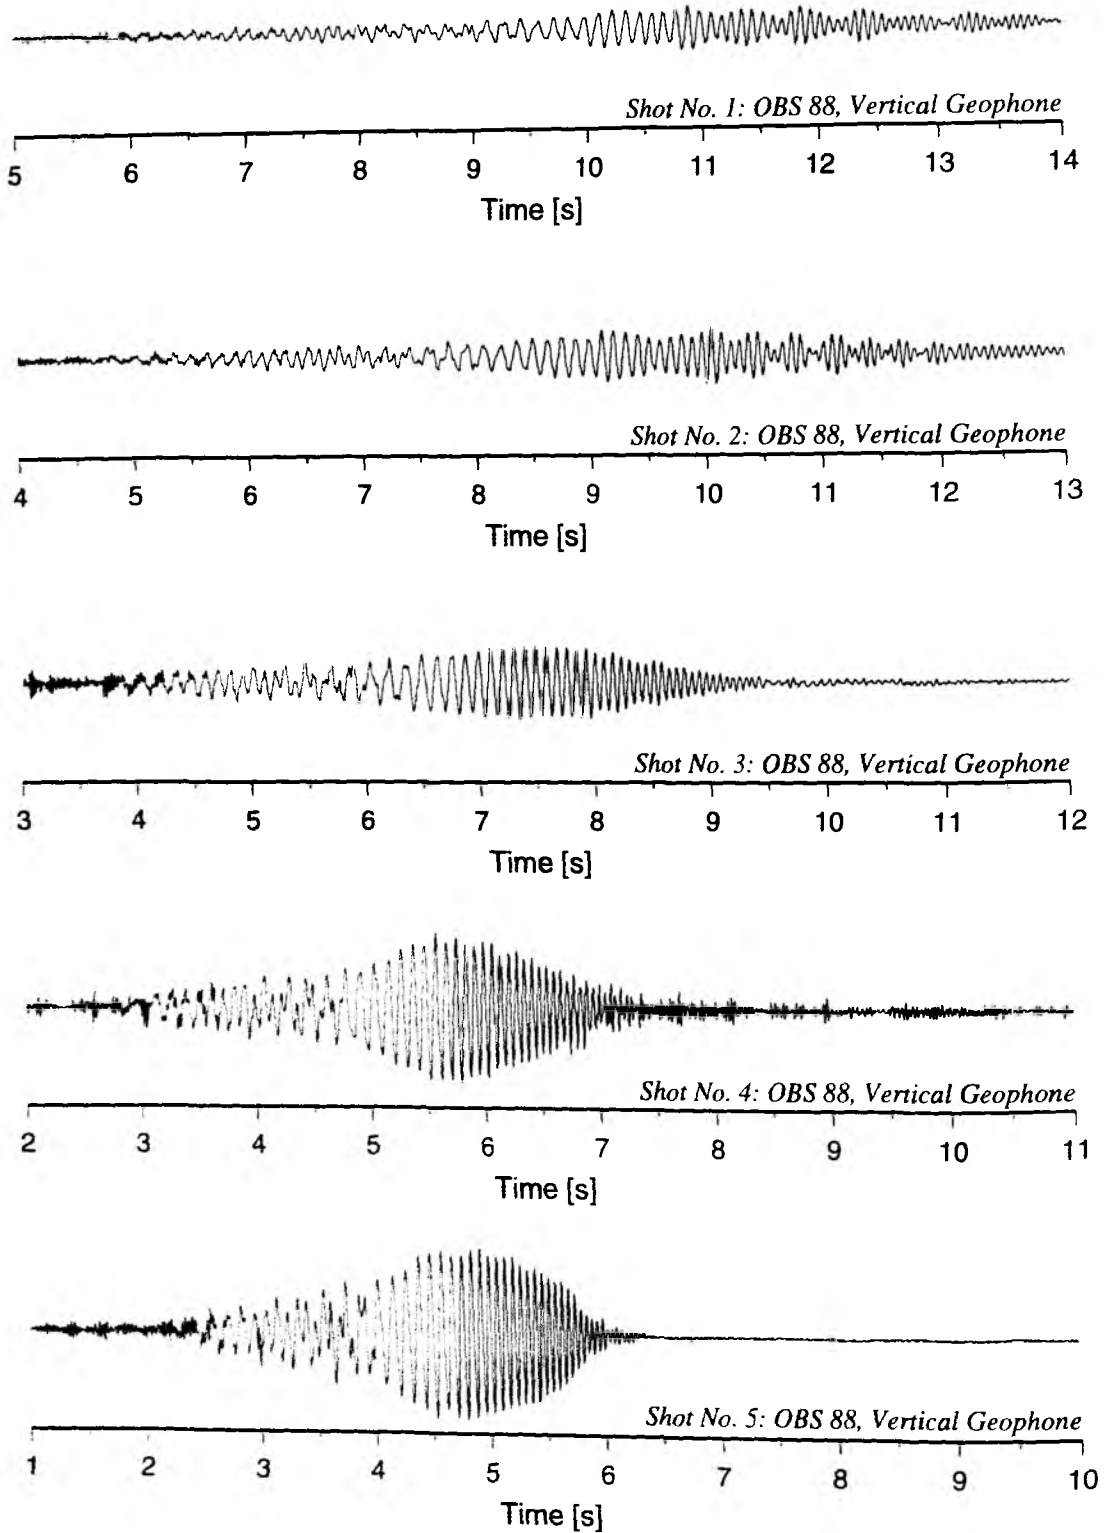 Shot No. 1: OBS 88, Vertical Geophone
5 6 7 8 9 10 11 12 13 14
Time [s]
Shot No. 2: OBS 88, Vertical Geophone
4 5 6 7 8 9 10 11 12 13
Time [s]
Shot No. 3: OBS 88, Vertical Geophone
3 4 5 6 7 8 9 10 11 12
Time [s]
Shot No. 4: OBS 88, Vertical Geophone
2 3 4 5 6 7 8 9 10 11
Time [s]
Shot No. 5: OBS 88, Vertical Geophone
1 2 3 4 5 6 7 8 9 10
Time [s]